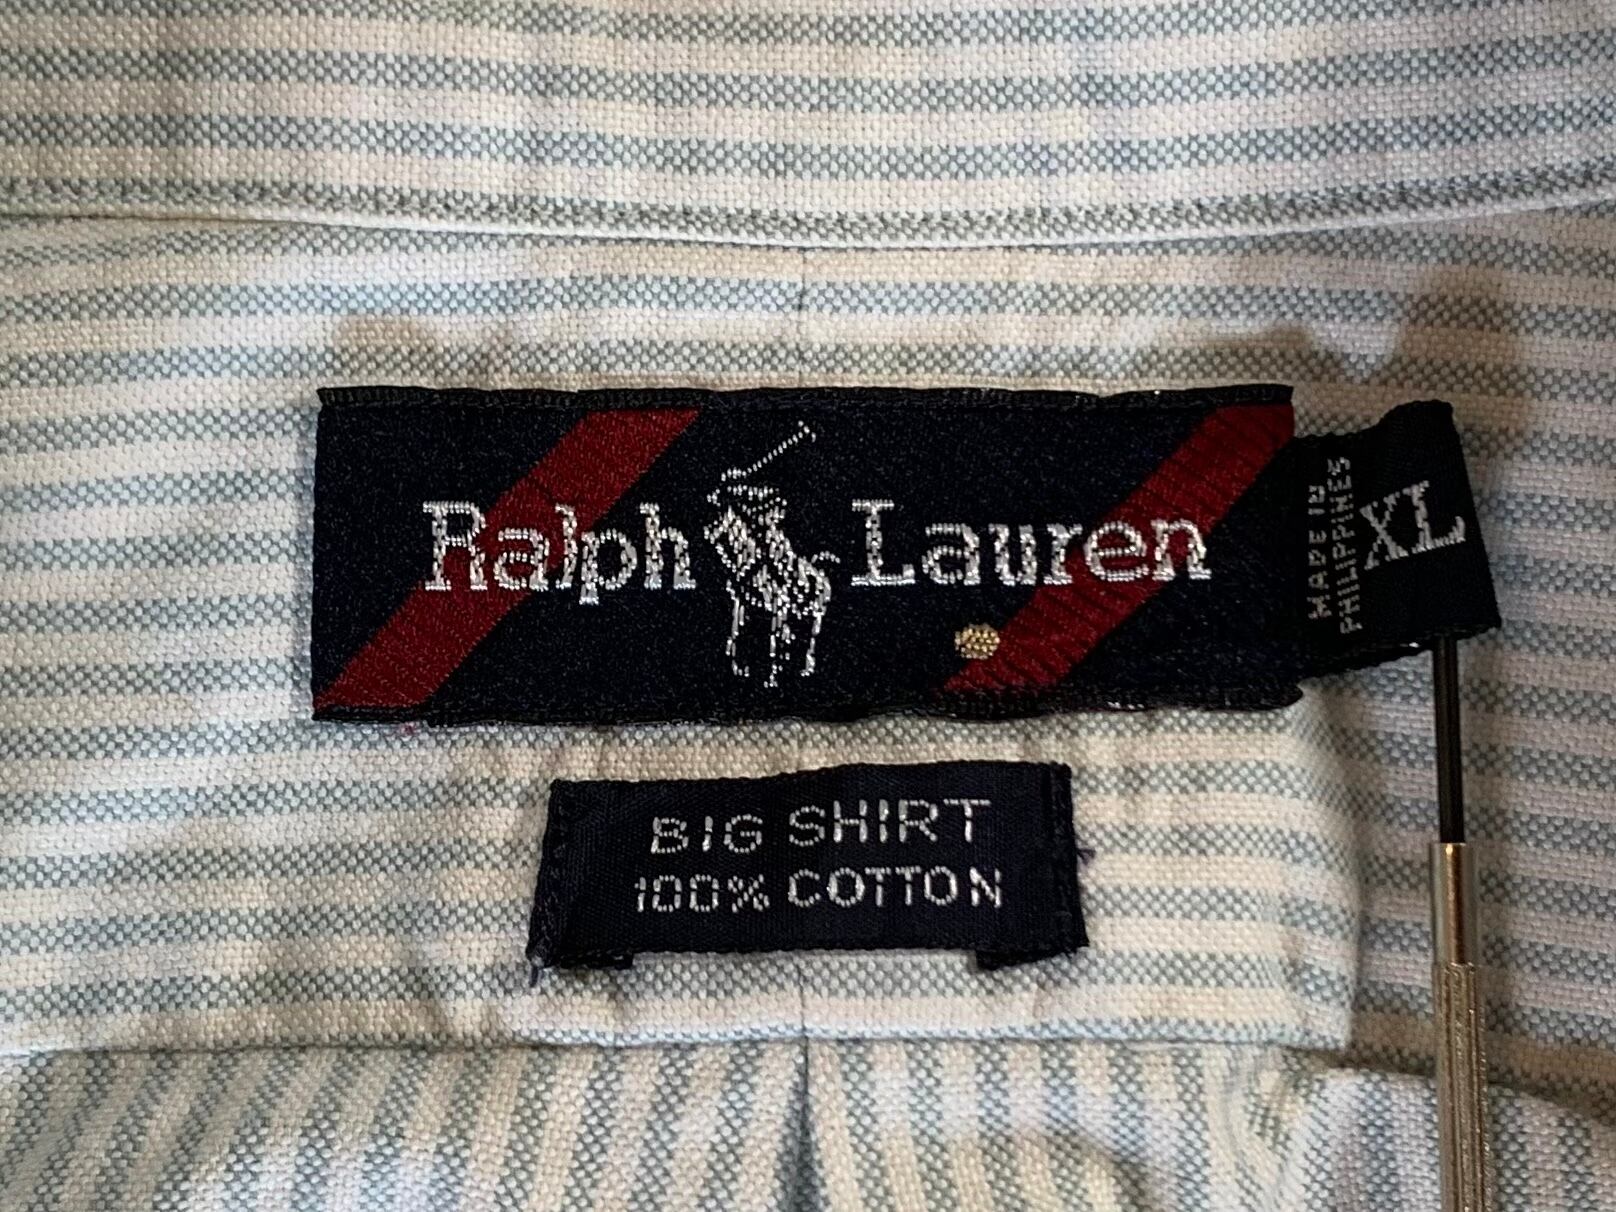 Ralph Lauren
MADE IN
PHILIPPINES
XL
BIG SHIRT
100% COTTON